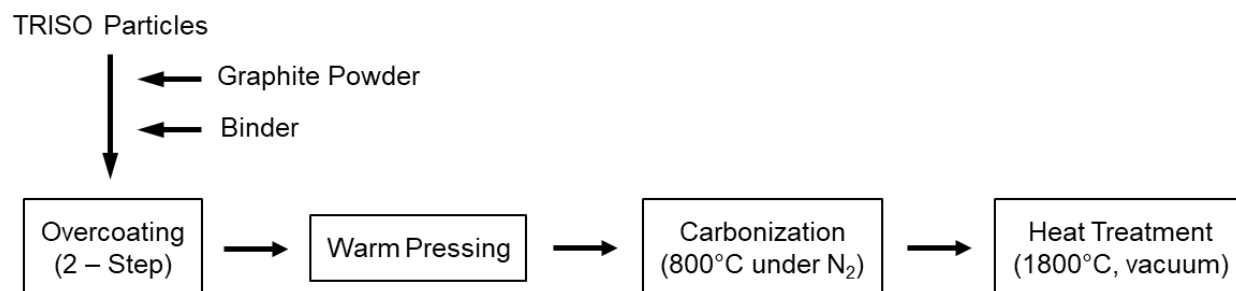 TRISO Particles
Graphite Powder
Binder
Overcoating
(2 – Step)
Warm Pressing
Carbonization
(800°C under N₂)
Heat Treatment
(1800°C, vacuum)